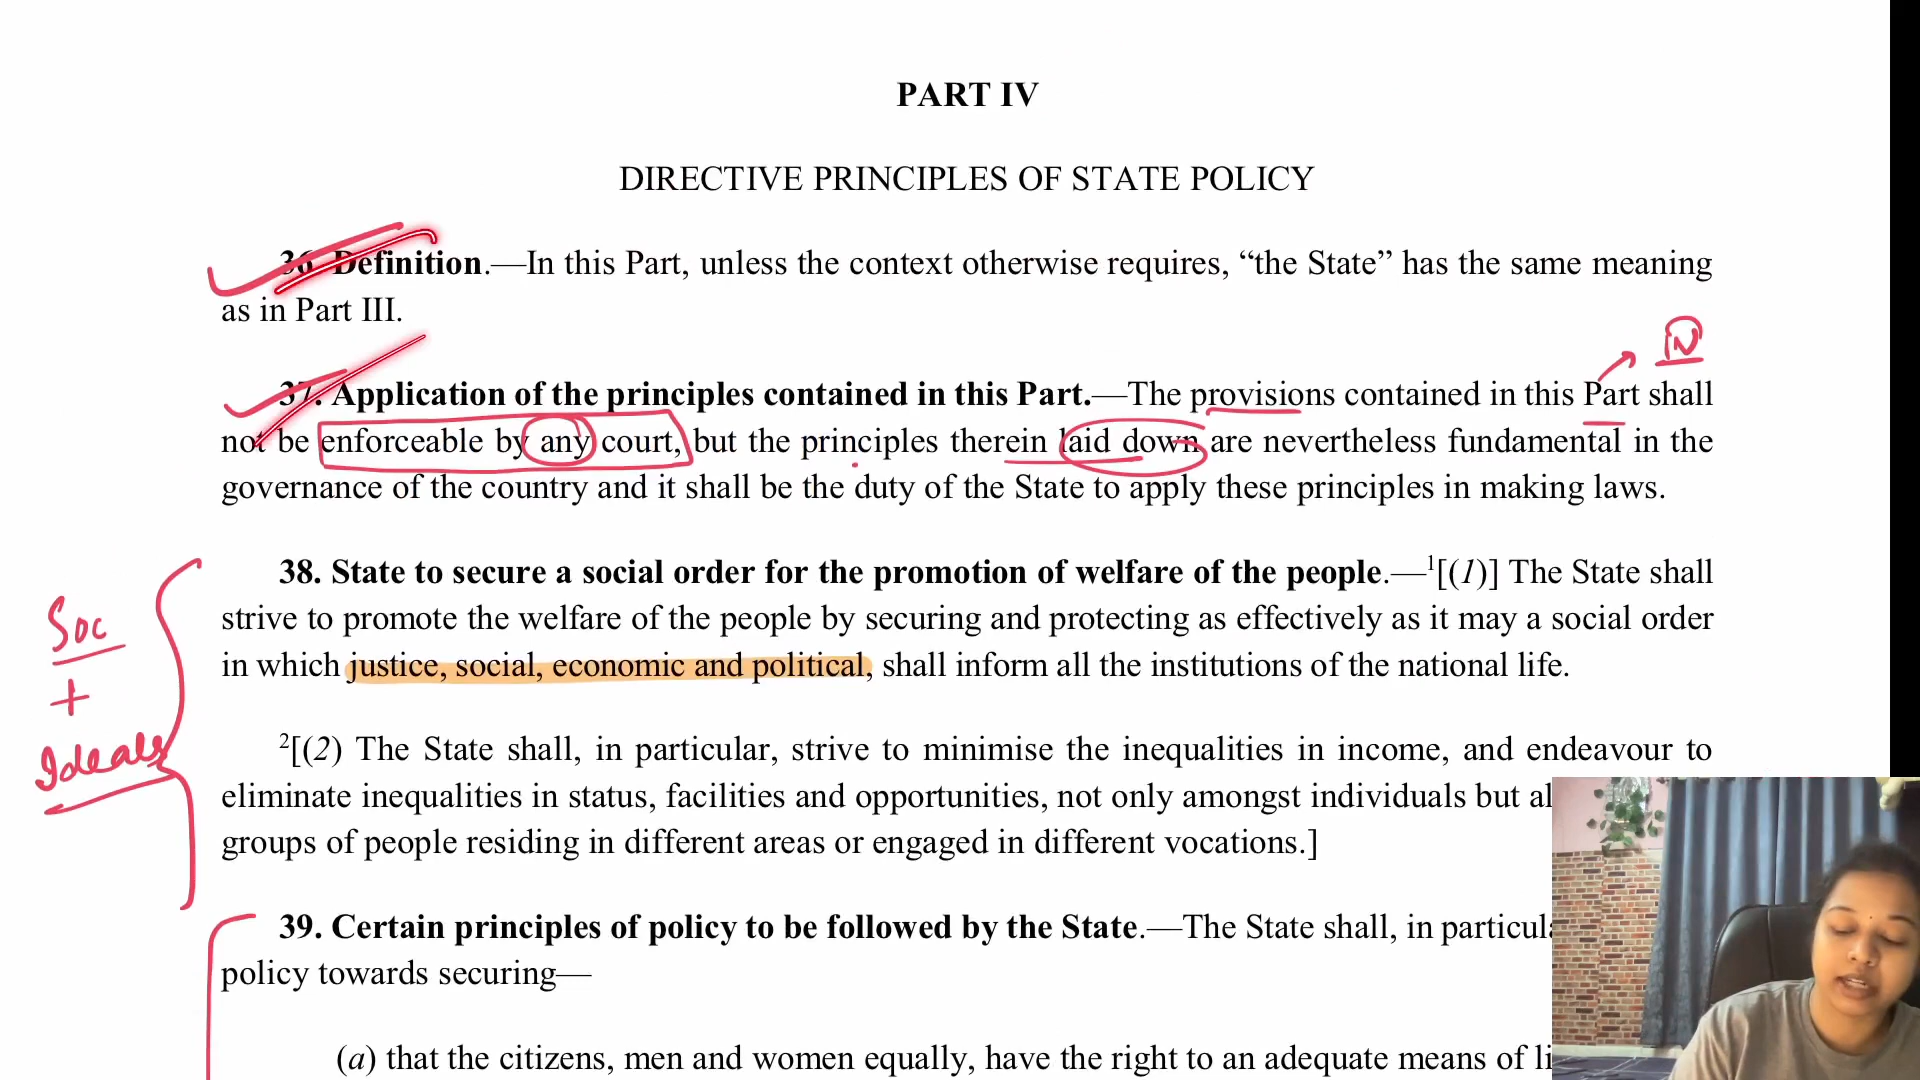 PART IV
DIRECTIVE PRINCIPLES OF STATE POLICY
36. Definition.—In this Part, unless the context otherwise requires, “the State” has the same meaning
as in Part III.
IV
37. Application of the principles contained in this Part.—The provisions contained in this Part shall
not be enforceable by any court, but the principles therein laid down are nevertheless fundamental in the
governance of the country and it shall be the duty of the State to apply these principles in making laws.
38. State to secure a social order for the promotion of welfare of the people.—1[(1)] The State shall
strive to promote the welfare of the people by securing and protecting as effectively as it may a social order
in which justice, social, economic and political, shall inform all the institutions of the national life.
Soc
+
Ideals
2[(2) The State shall, in particular, strive to minimise the inequalities in income, and endeavour to
eliminate inequalities in status, facilities and opportunities, not only amongst individuals but al
groups of people residing in different areas or engaged in different vocations.]
39. Certain principles of policy to be followed by the State.—The State shall, in particula
policy towards securing—
(a) that the citizens, men and women equally, have the right to an adequate means of li